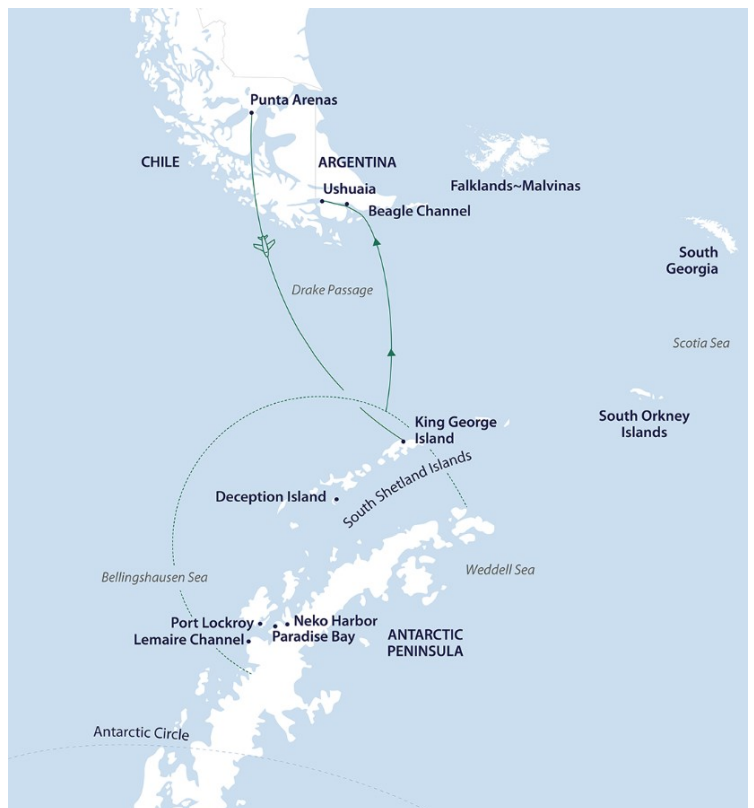 Punta Arenas
CHILE
ARGENTINA
Ushuaia
Falklands~Malvinas
Beagle Channel
South
Georgia
Drake Passage
Scotia Sea
King George
Island
South Orkney
Islands
South Shetland Islands
Deception Island
Bellingshausen Sea
Weddell Sea
Port Lockroy
Neko Harbor
Lemaire Channel
Paradise Bay
ANTARCTIC
PENINSULA
Antarctic Circle